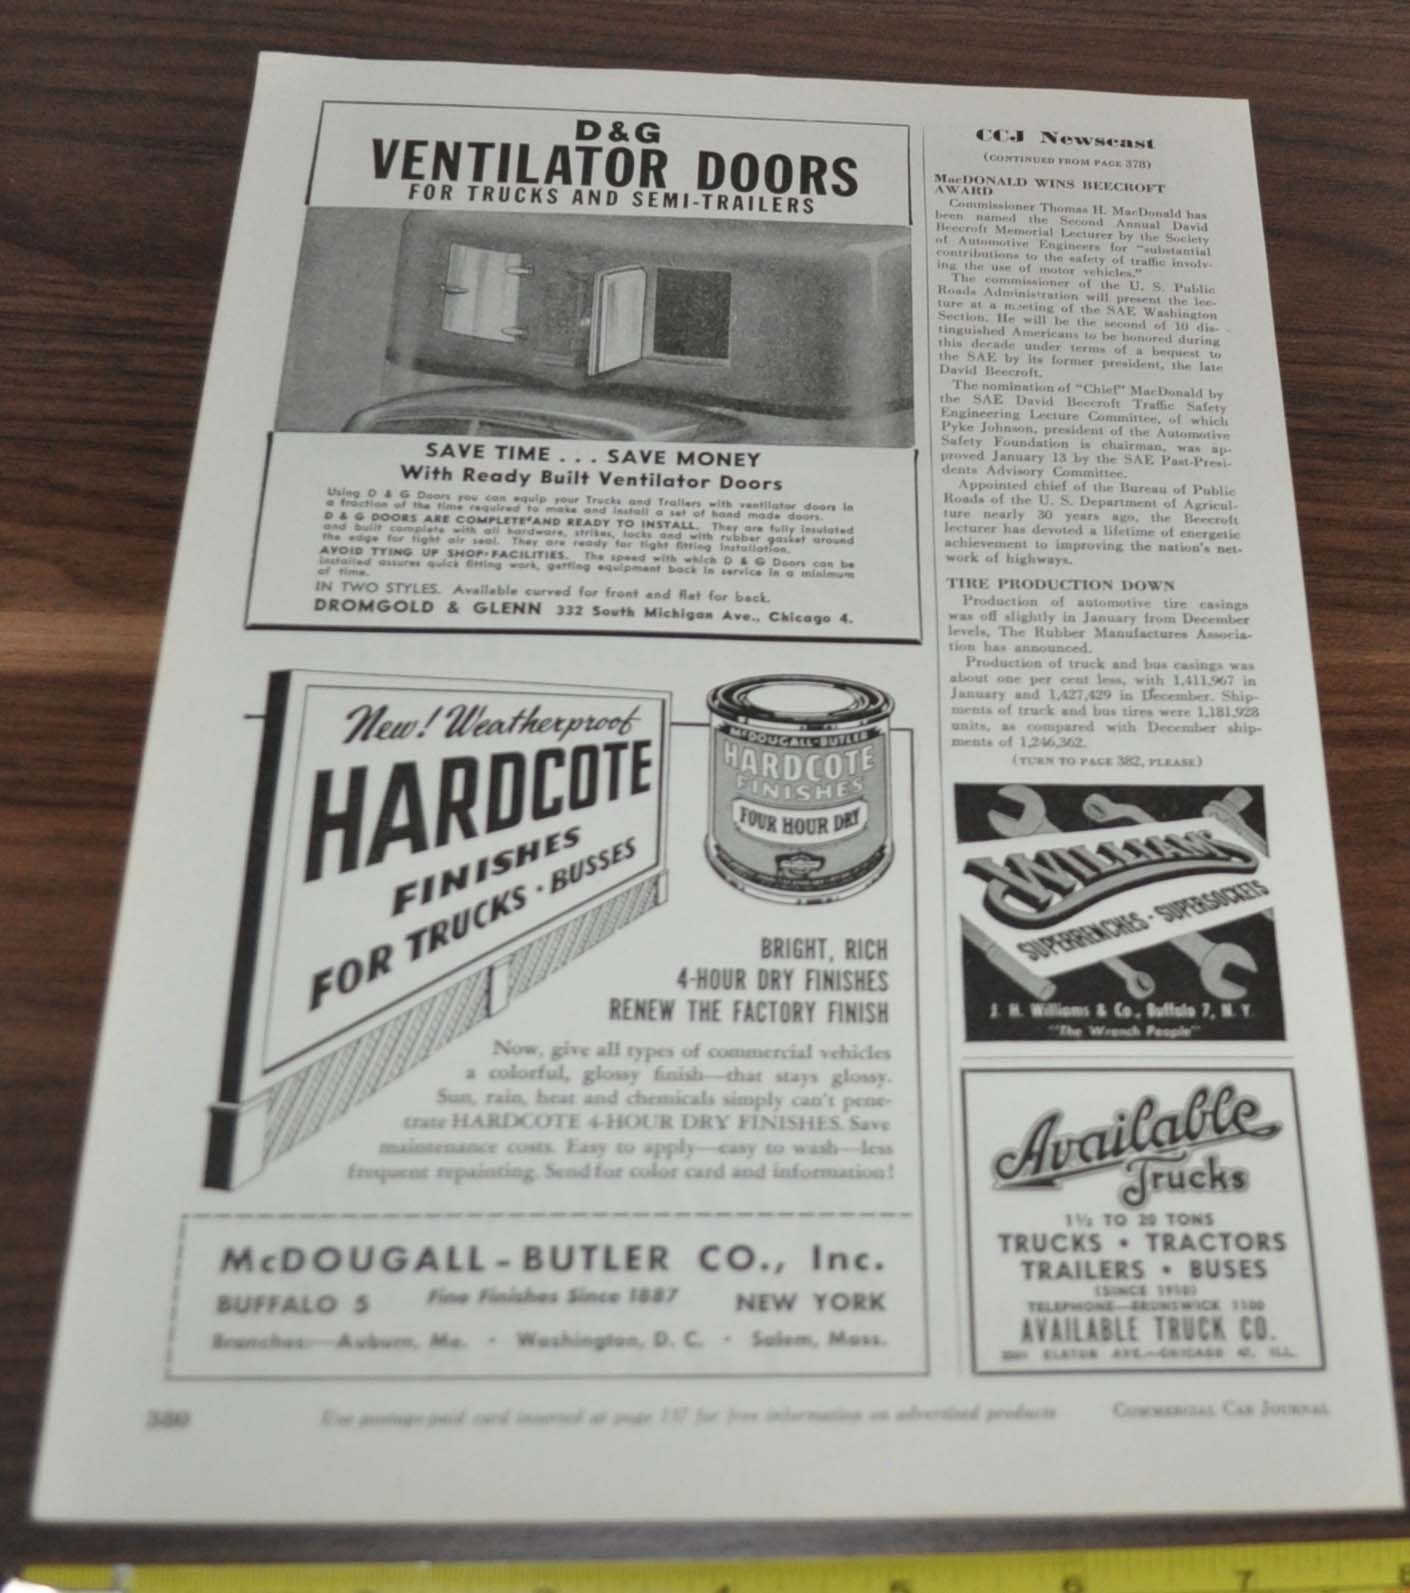 D & G
VENTILATOR DOORS
FOR TRUCKS AND SEMI-TRAILERS
SAVE TIME . . . SAVE MONEY
With Ready Built Ventilator Doors
Using D & G Doors you can equip your Trucks and Trailers with ventilator doors in
a fraction of the time required to make and install a set of hand made doors.
D & G DOORS ARE COMPLETE AND READY TO INSTALL. They are fully insulated
and built complete with all hardware, strikes, locks and with rubber gasket around
the edge for tight air seal. They are ready for tight fitting installation.
AVOID TYING UP SHOP FACILITIES. The speed with which D & G Doors can be
installed assures quick fitting work, getting equipment back in service in a minimum
of time.
IN TWO STYLES. Available curved for front and flat for back.
DROMGOLD & GLENN 332 South Michigan Ave., Chicago 4.
New! Weatherproof
HARDCOTE
FINISHES
FOR TRUCKS · BUSSES
McDOUGALL-BUTLER
HARDCOTE
FINISHES
FOUR HOUR DRY
BRIGHT, RICH
4-HOUR DRY FINISHES
RENEW THE FACTORY FINISH
Now, give all types of commercial vehicles
a colorful, glossy finish—that stays glossy.
Sun, rain, heat and chemicals simply can't pene-
trate HARDCOTE 4-HOUR DRY FINISHES. Save
maintenance costs. Easy to apply—easy to wash—less
frequent repainting. Send for color card and information!
McDOUGALL-BUTLER CO., Inc.
BUFFALO 5 Fine Finishes Since 1887 NEW YORK
Branches:—Auburn, Me. · Washington, D. C. · Salem, Mass.
CCJ Newscast
(CONTINUED FROM PAGE 378)
MacDONALD WINS BEECROFT
AWARD
Commissioner Thomas H. MacDonald has
been named the Second Annual David
Beecroft Memorial Lecturer by the Society
of Automotive Engineers for "substantial
contributions to the safety of traffic involv-
ing the use of motor vehicles."
The commissioner of the U. S. Public
Roads Administration will present the lec-
ture at a meeting of the SAE Washington
Section. He will be the second of 10 dis-
tinguished Americans to be honored during
this decade under terms of a bequest to
the SAE by its former president, the late
David Beecroft.
The nomination of "Chief" MacDonald by
the SAE David Beecroft Traffic Safety
Engineering Lecture Committee, of which
Pyke Johnson, president of the Automotive
Safety Foundation is chairman, was ap-
proved January 13 by the SAE Past-Presi-
dents Advisory Committee.
Appointed chief of the Bureau of Public
Roads of the U. S. Department of Agricul-
ture nearly 30 years ago, the Beecroft
lecturer has devoted a lifetime of energetic
achievement to improving the nation's net-
work of highways.
TIRE PRODUCTION DOWN
Production of automotive tire casings
was off slightly in January from December
levels, The Rubber Manufactures Associa-
tion has announced.
Production of truck and bus casings was
about one per cent less, with 1,411,967 in
January and 1,427,429 in December. Ship-
ments of truck and bus tires were 1,181,928
units, as compared with December ship-
ments of 1,246,362.
(TURN TO PAGE 382, PLEASE)
WILLIAMS
SUPERRENCHES - SUPERSOCKETS
J. H. Williams & Co., Buffalo 7, N. Y.
"The Wrench People"
Available
Trucks
1½ TO 20 TONS
TRUCKS • TRACTORS
TRAILERS • BUSES
(SINCE 1910)
TELEPHONE—BRUNSWICK 1100
AVAILABLE TRUCK CO.
ELSTON AVE.—CHICAGO 47, ILL.
380 Use postage-paid card inserted at page 157 for free information on advertised products COMMERCIAL CAR JOURNAL
4 5 6 7 8